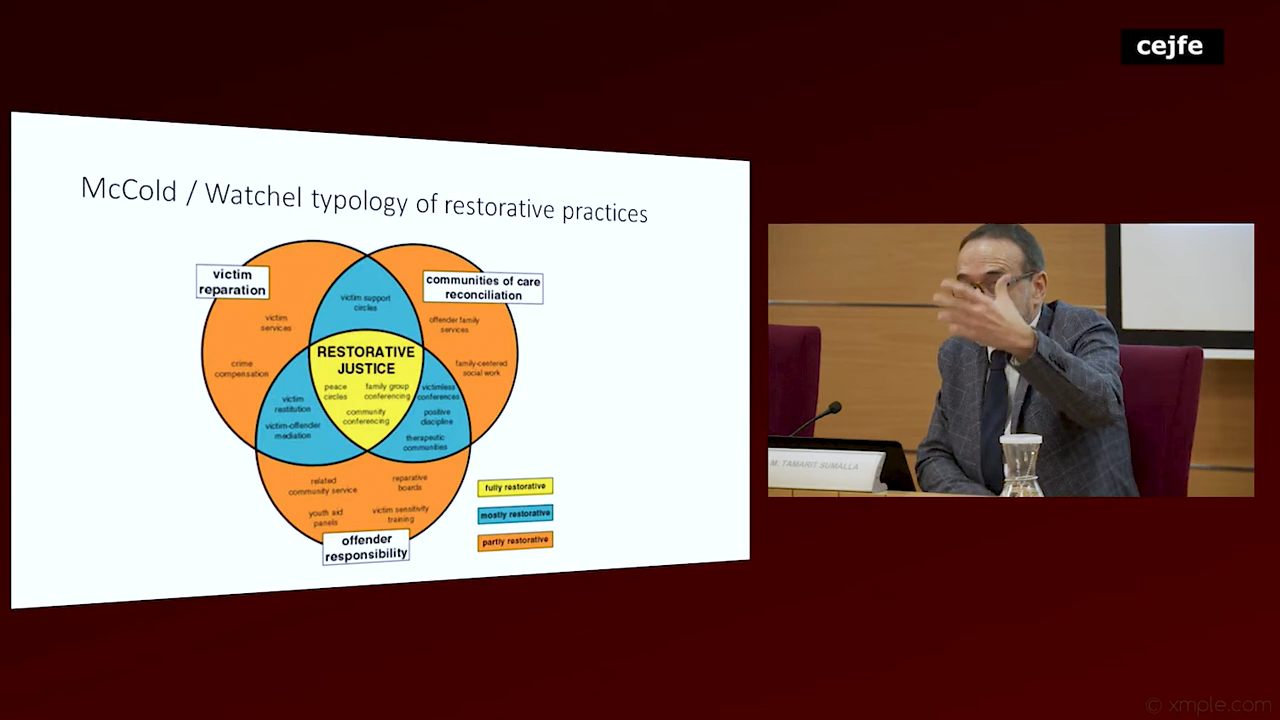 cejfe
McCold / Watchel typology of restorative practices
victim
reparation
communities of care
reconciliation
victim support
circles
victim
services
offender family
services
RESTORATIVE
JUSTICE
crime
compensation
family-centered
social work
peace
circles
family group
conferencing
victimless
conferences
victim
restitution
community
conferencing
positive
discipline
victim-offender
mediation
therapeutic
communities
related
community service
reparative
boards
youth aid
panels
victim sensitivity
training
offender
responsibility
fully restorative
mostly restorative
partly restorative
M. TAMARIT SUMALLA
© xmple.com